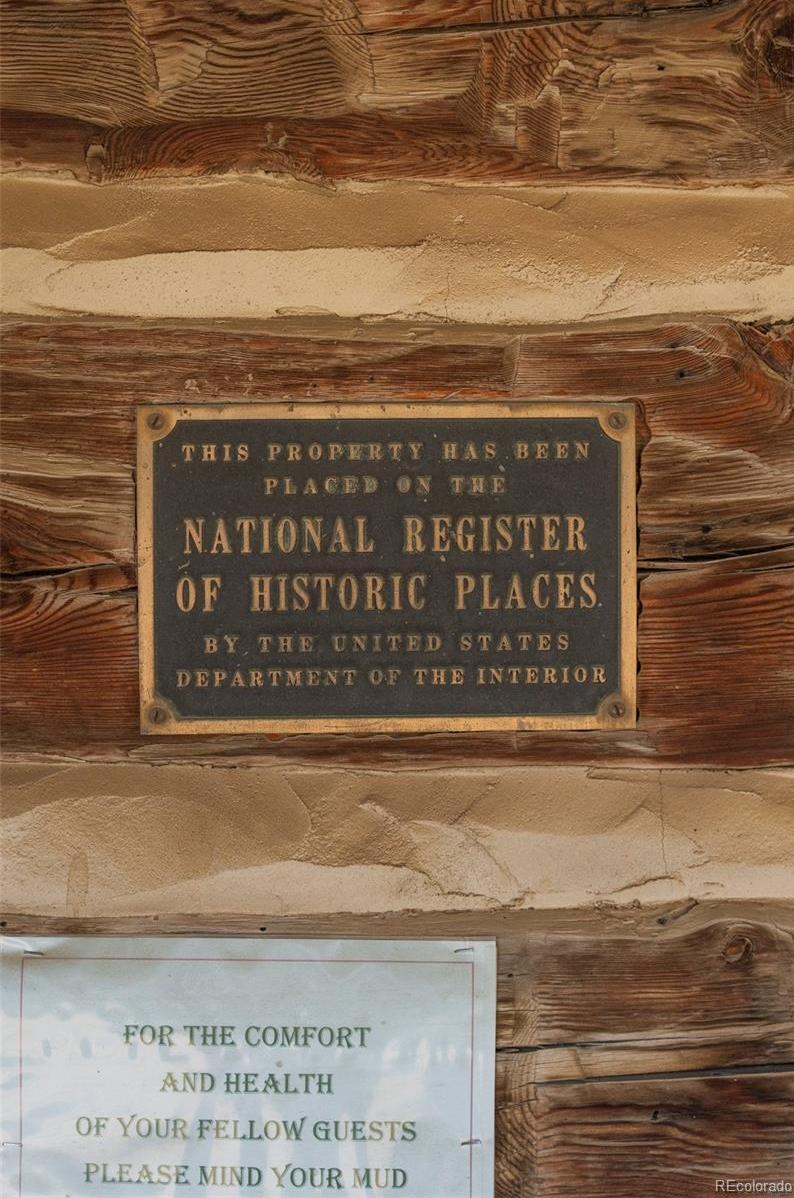 THIS PROPERTY HAS BEEN
PLACED ON THE
NATIONAL REGISTER
OF HISTORIC PLACES
BY THE UNITED STATES
DEPARTMENT OF THE INTERIOR
FOR THE COMFORT
AND HEALTH
OF YOUR FELLOW GUESTS
PLEASE MIND YOUR MUD
REcolorado